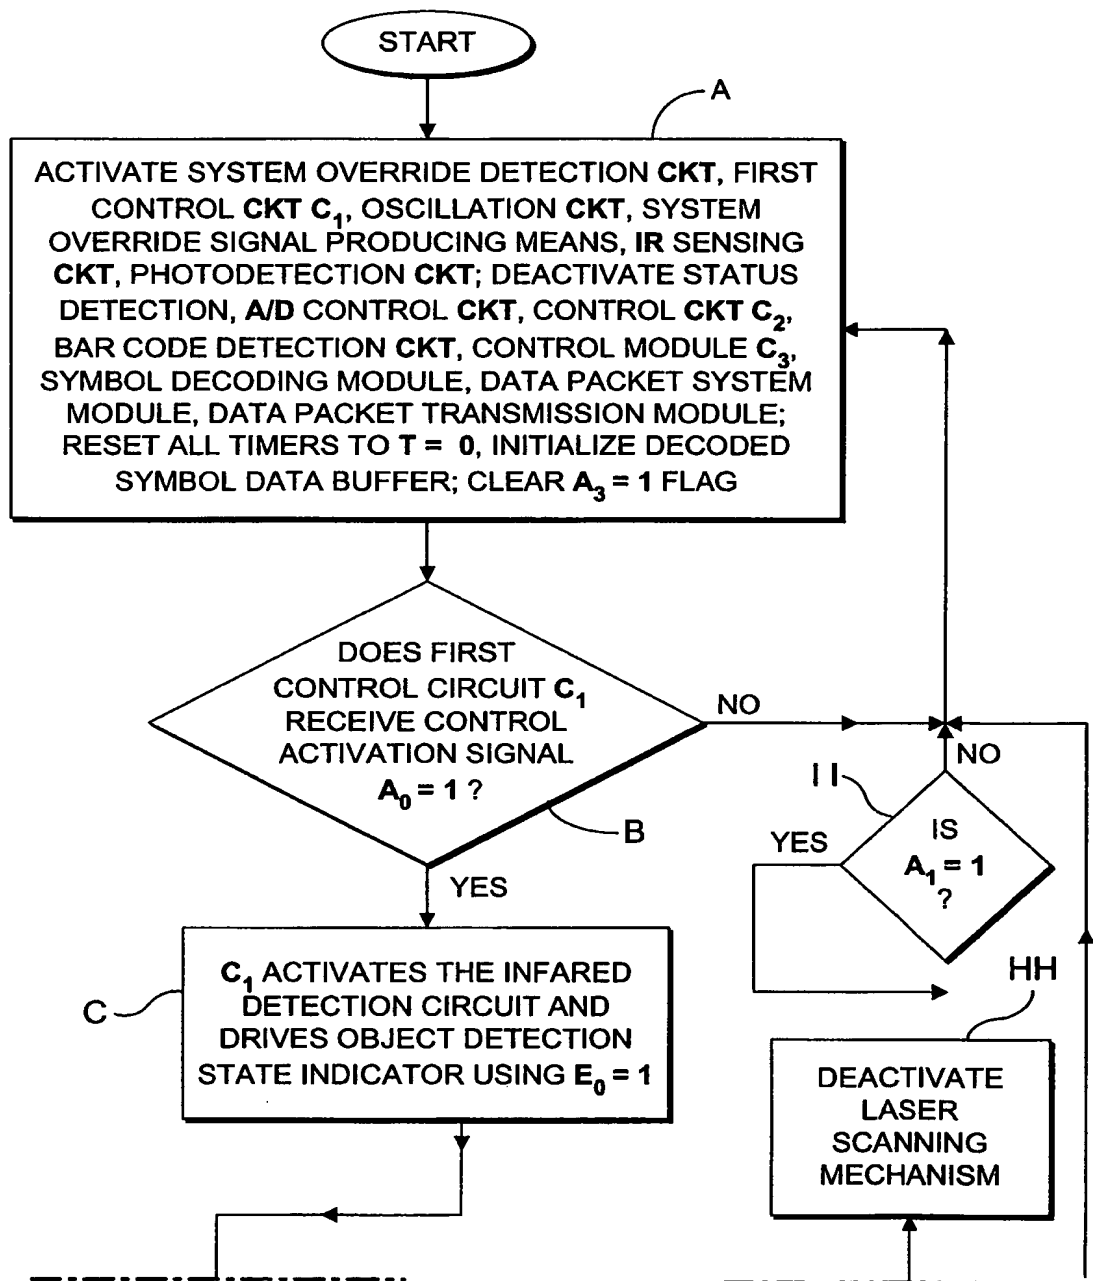 START
A
ACTIVATE SYSTEM OVERRIDE DETECTION CKT, FIRST
CONTROL CKT C₁, OSCILLATION CKT, SYSTEM
OVERRIDE SIGNAL PRODUCING MEANS, IR SENSING
CKT, PHOTODETECTION CKT; DEACTIVATE STATUS
DETECTION, A/D CONTROL CKT, CONTROL CKT C₂,
BAR CODE DETECTION CKT, CONTROL MODULE C₃,
SYMBOL DECODING MODULE, DATA PACKET SYSTEM
MODULE, DATA PACKET TRANSMISSION MODULE;
RESET ALL TIMERS TO T = 0, INITIALIZE DECODED
SYMBOL DATA BUFFER; CLEAR A₃ = 1 FLAG
DOES FIRST
CONTROL CIRCUIT C₁
RECEIVE CONTROL
ACTIVATION SIGNAL
A₀ = 1 ?
NO
B
YES
NO
II
YES
IS
A₁ = 1
?
C
C₁ ACTIVATES THE INFARED
DETECTION CIRCUIT AND
DRIVES OBJECT DETECTION
STATE INDICATOR USING E₀ = 1
HH
DEACTIVATE
LASER
SCANNING
MECHANISM